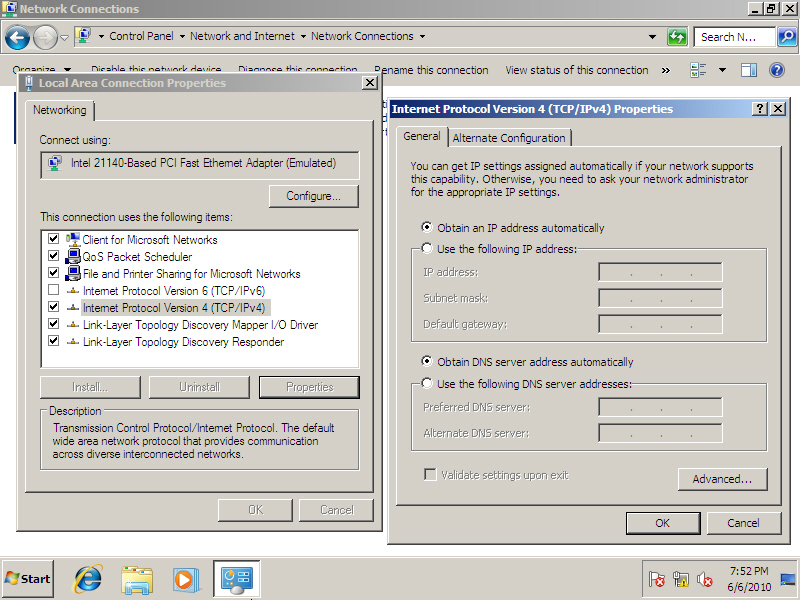 Network Connections
Control Panel
Network and Internet
Network Connections
Search N...
Organize
Disable this network device
Diagnose this connection
Rename this connection
View status of this connection
»
Local Area Connection Properties
Networking
Connect using:
Intel 21140-Based PCI Fast Ethernet Adapter (Emulated)
Configure...
This connection uses the following items:
Client for Microsoft Networks
QoS Packet Scheduler
File and Printer Sharing for Microsoft Networks
Internet Protocol Version 6 (TCP/IPv6)
Internet Protocol Version 4 (TCP/IPv4)
Link-Layer Topology Discovery Mapper I/O Driver
Link-Layer Topology Discovery Responder
Install...
Uninstall
Properties
Description
Transmission Control Protocol/Internet Protocol. The default
wide area network protocol that provides communication
across diverse interconnected networks.
OK
Cancel
Internet Protocol Version 4 (TCP/IPv4) Properties
General
Alternate Configuration
You can get IP settings assigned automatically if your network supports
this capability. Otherwise, you need to ask your network administrator
for the appropriate IP settings.
Obtain an IP address automatically
Use the following IP address:
IP address:
Subnet mask:
Default gateway:
Obtain DNS server address automatically
Use the following DNS server addresses:
Preferred DNS server:
Alternate DNS server:
Validate settings upon exit
Advanced...
OK
Cancel
Start
7:52 PM
6/6/2010